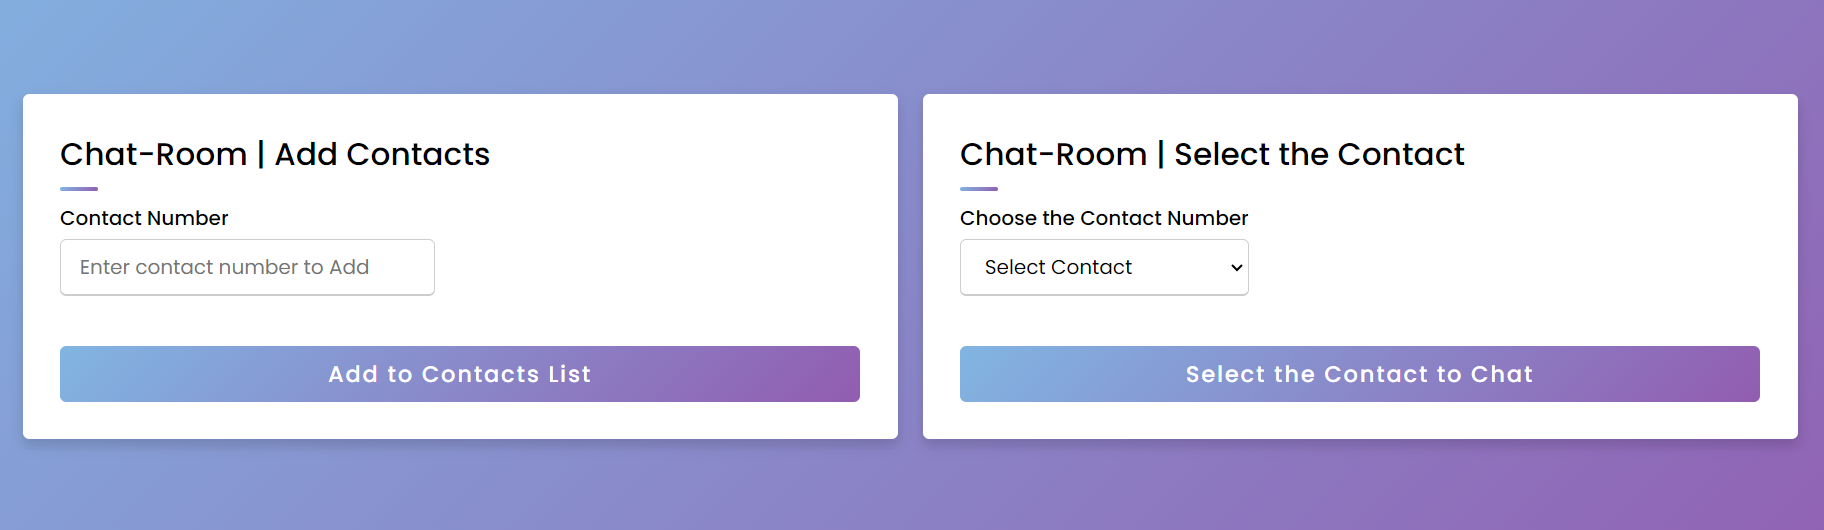 Chat-Room | Add Contacts
Contact Number
Enter contact number to Add
Add to Contacts List
Chat-Room | Select the Contact
Choose the Contact Number
Select Contact
Select the Contact to Chat